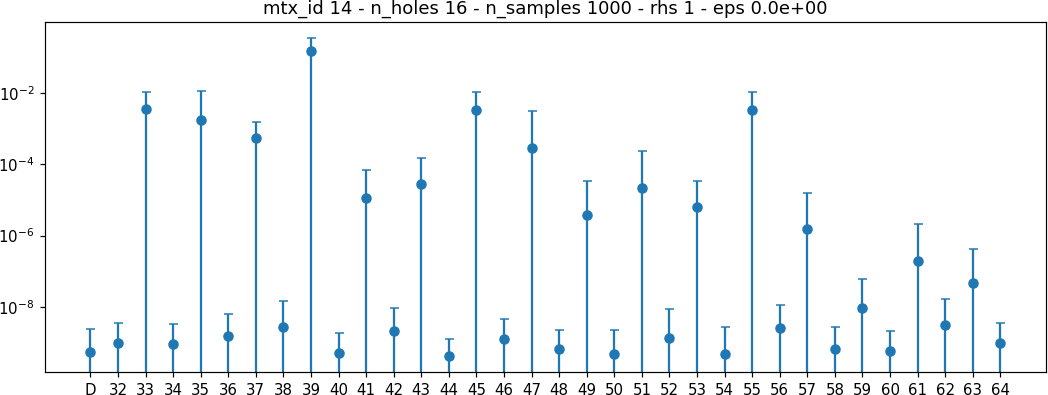 mtx_id 14 - n_holes 16 - n_samples 1000 - rhs 1 - eps 0.0e+00
10⁻²
10⁻⁴
10⁻⁶
10⁻⁸
D 32 33 34 35 36 37 38 39 40 41 42 43 44 45 46 47 48 49 50 51 52 53 54 55 56 57 58 59 60 61 62 63 64